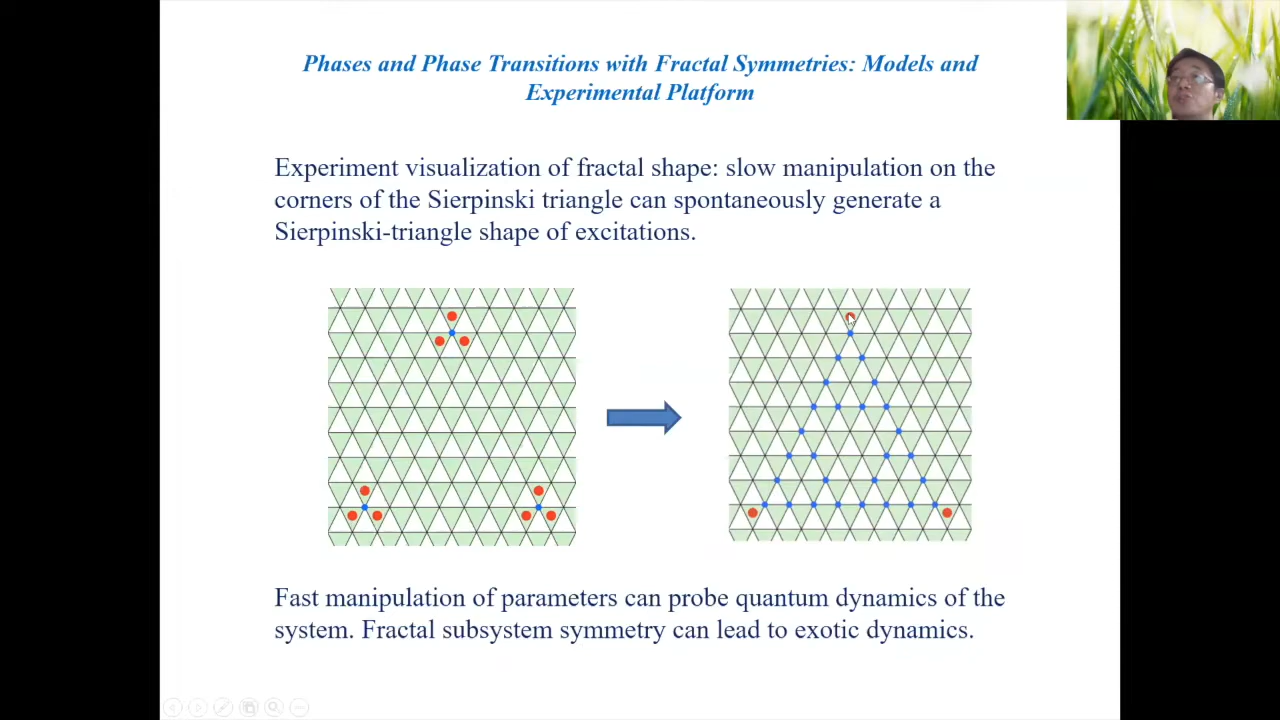 Phases and Phase Transitions with Fractal Symmetries: Models and
Experimental Platform
Experiment visualization of fractal shape: slow manipulation on the
corners of the Sierpinski triangle can spontaneously generate a
Sierpinski-triangle shape of excitations.
Fast manipulation of parameters can probe quantum dynamics of the
system. Fractal subsystem symmetry can lead to exotic dynamics.